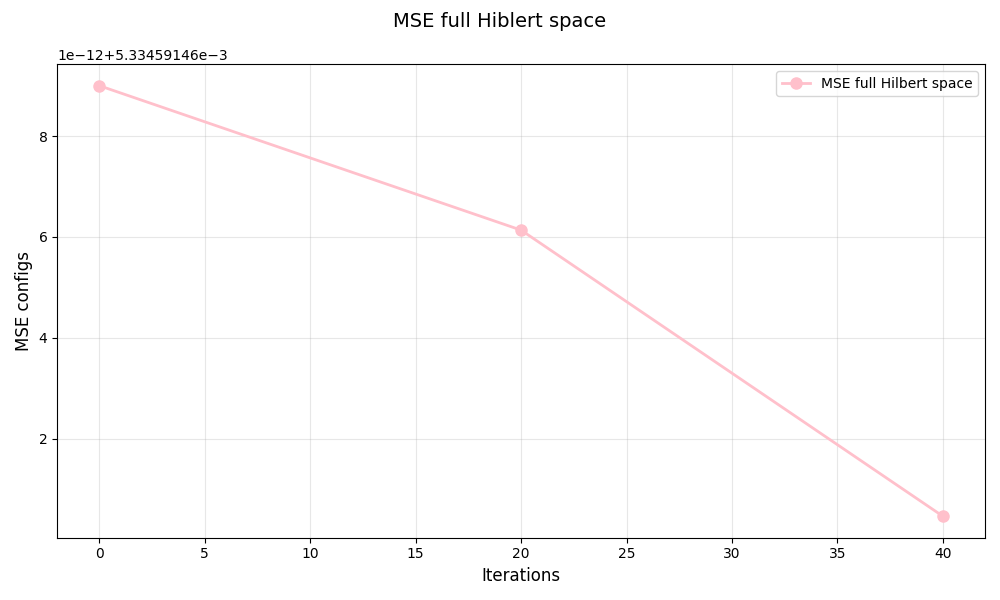 MSE full Hiblert space
1e−12+5.33459146e−3
MSE full Hilbert space
8
6
4
2
MSE configs
0 5 10 15 20 25 30 35 40
Iterations